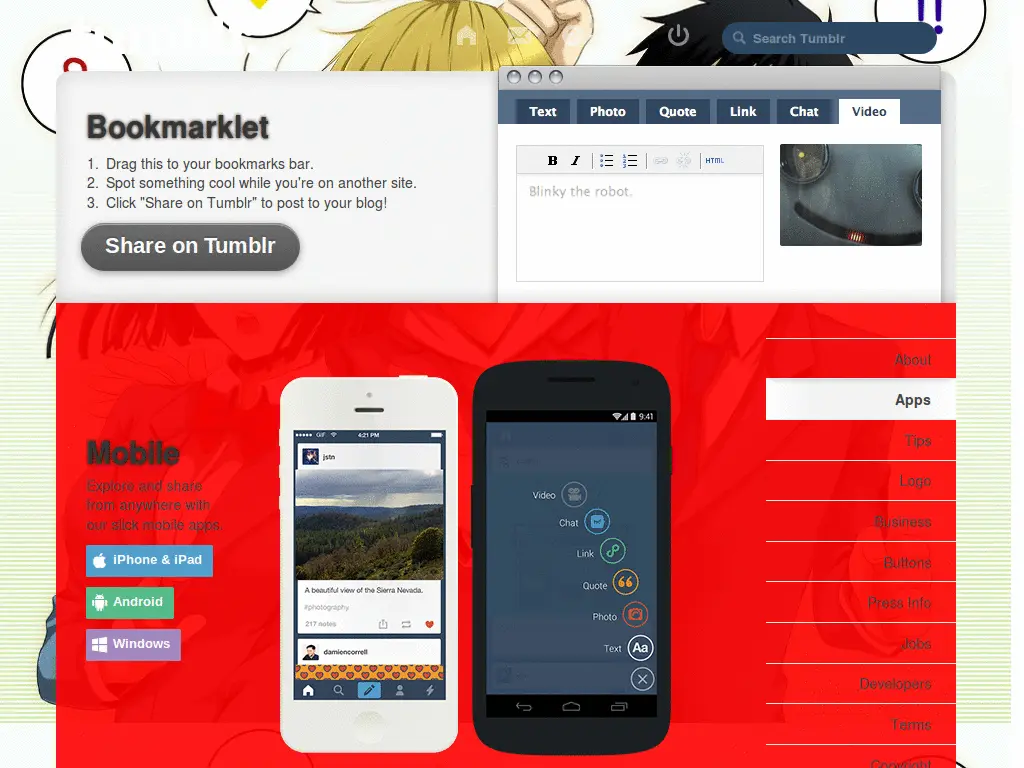 !!
Search Tumblr
Bookmarklet
1. Drag this to your bookmarks bar.
2. Spot something cool while you're on another site.
3. Click "Share on Tumblr" to post to your blog!
Share on Tumblr
Text Photo Quote Link Chat Video
B I HTML
Blinky the robot.
About
Apps
Tips
Logo
Business
Buttons
Press Info
Jobs
Developers
Terms
Copyright
Mobile
Explore and share
from anywhere with
our slick mobile apps.
iPhone & iPad
Android
Windows
GIF 4:21 PM
jstn
A beautiful view of the Sierra Nevada.
#photography
217 notes
damiencorrell
9:41
Video
Chat
Link
Quote
Photo
Text Aa